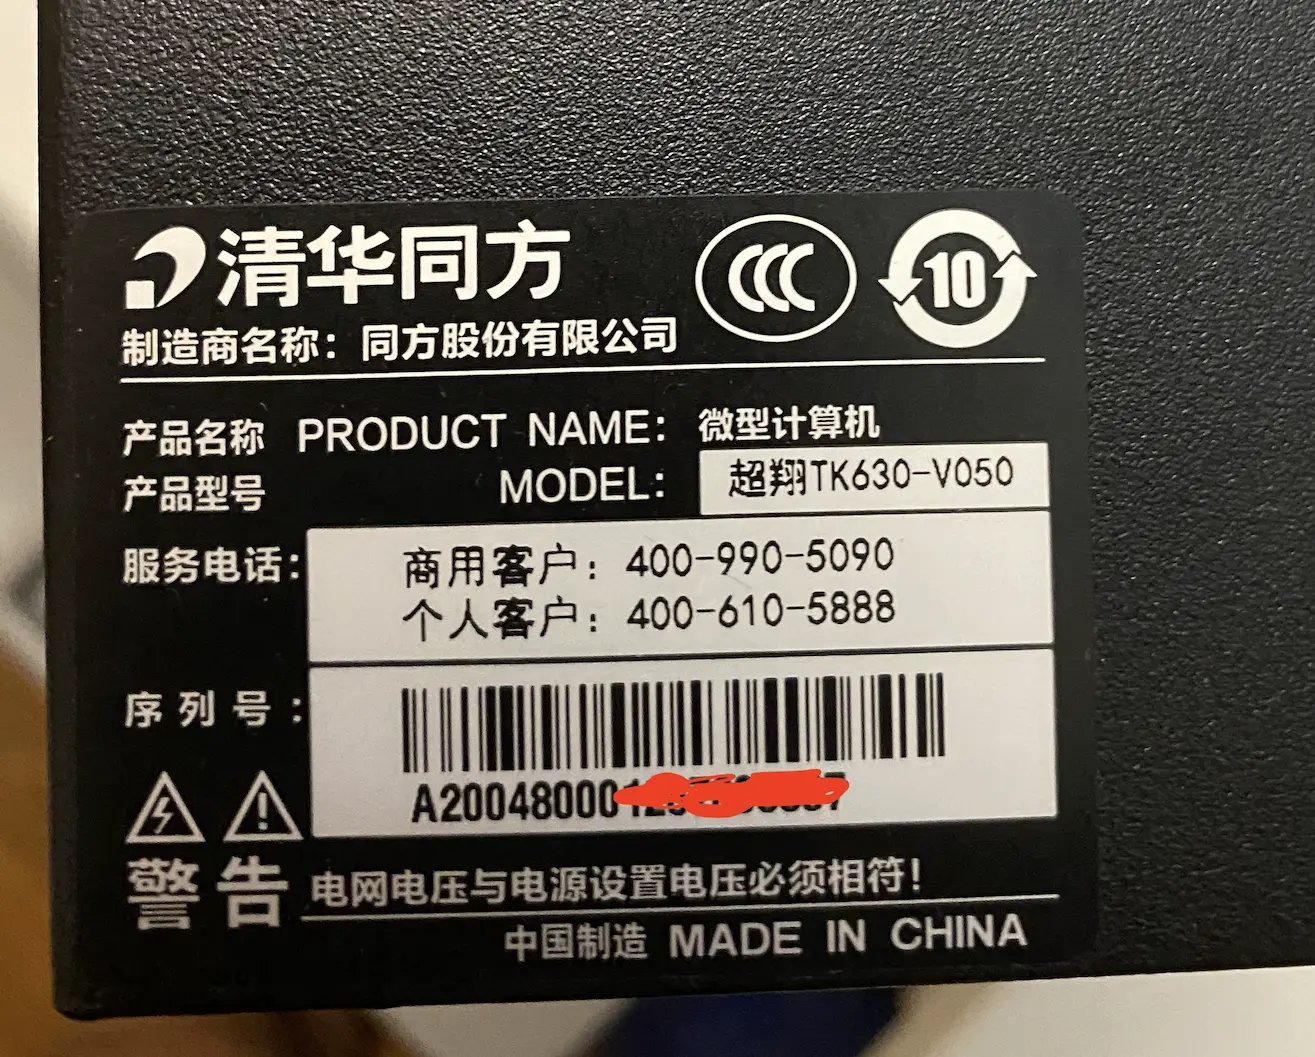 清华同方
CCC
10
制造商名称：同方股份有限公司
产品名称 PRODUCT NAME: 微型计算机
产品型号 MODEL: 超翔TK630-V050
服务电话: 商用客户：400-990-5090
个人客户：400-610-5888
序列号:
A200480001
警告 电网电压与电源设置电压必须相符!
中国制造 MADE IN CHINA